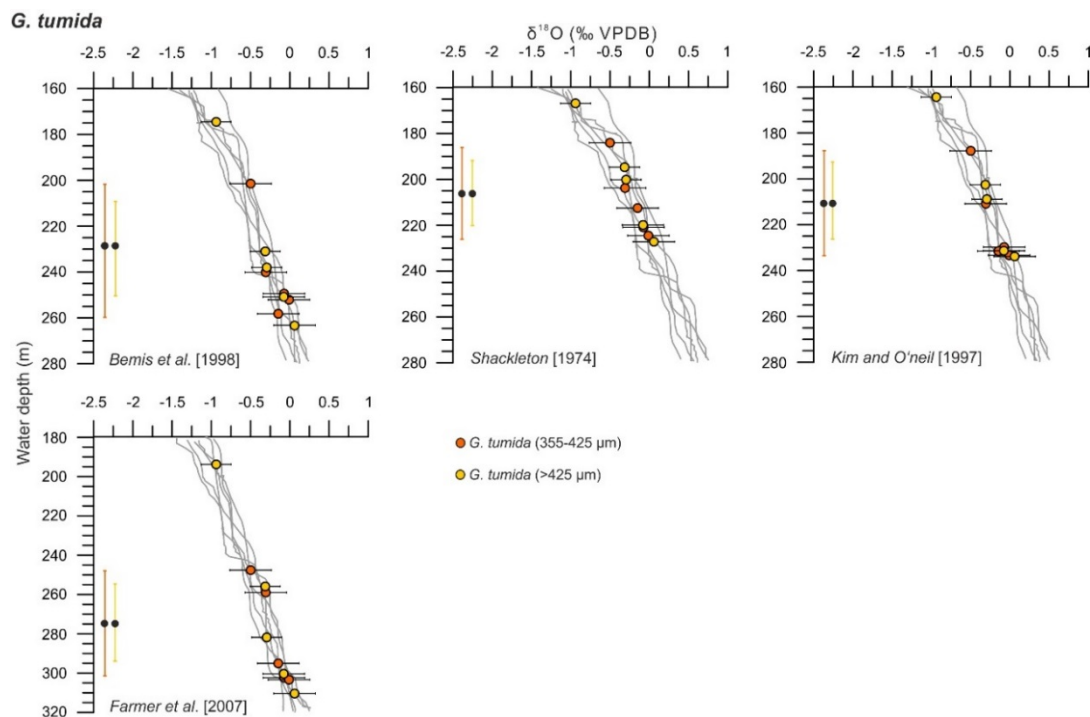 G. tumida
δ¹⁸O (‰ VPDB)
-2.5 -2 -1.5 -1 -0.5 0 0.5 1
-2.5 -2 -1.5 -1 -0.5 0 0.5 1
-2.5 -2 -1.5 -1 -0.5 0 0.5 1
160
180
200
220
240
260
280
Bemis et al. [1998]
160
180
200
220
240
260
280
Shackleton [1974]
160
180
200
220
240
260
280
Kim and O'neil [1997]
Water depth (m)
-2.5 -2 -1.5 -1 -0.5 0 0.5 1
180
200
220
240
260
280
300
320
Farmer et al. [2007]
G. tumida (355-425 µm)
G. tumida (>425 µm)